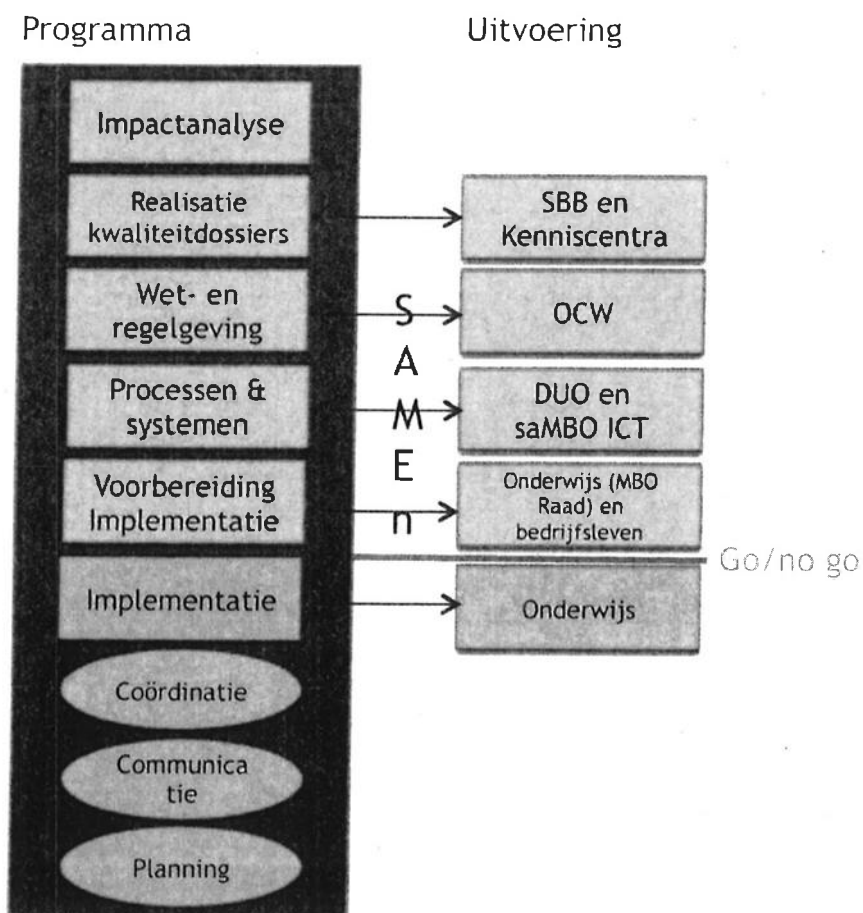 Programma
Uitvoering
Impactanalyse
Realisatie
kwaliteitdossiers
SBB en
Kenniscentra
Wet- en
regelgeving
OCW
Processen &
systemen
DUO en
saMBO ICT
Voorbereiding
Implementatie
Onderwijs (MBO
Raad) en
bedrijfsleven
S
A
M
E
n
Go/no go
Implementatie
Onderwijs
Coördinatie
Communica
tie
Planning